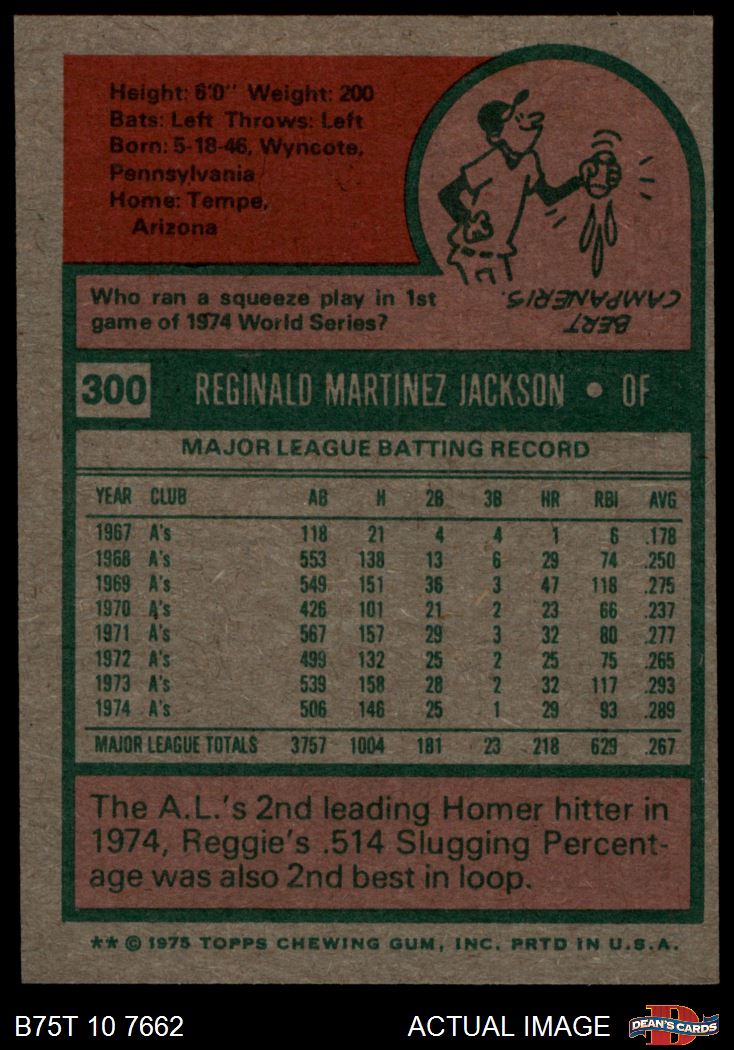 Height: 6'0" Weight: 200
Bats: Left Throws: Left
Born: 5-18-46, Wyncote,
Pennsylvania
Home: Tempe,
Arizona
Who ran a squeeze play in 1st
game of 1974 World Series?
BERT
CAMPANERIS.
300 REGINALD MARTINEZ JACKSON • OF
MAJOR LEAGUE BATTING RECORD
YEAR CLUB AB H 2B 3B HR RBI AVG
1967 A's 118 21 4 4 1 6 .178
1968 A's 553 138 13 6 29 74 .250
1969 A's 549 151 36 3 47 118 .275
1970 A's 426 101 21 2 23 66 .237
1971 A's 567 157 29 3 32 80 .277
1972 A's 499 132 25 2 25 75 .265
1973 A's 539 158 28 2 32 117 .293
1974 A's 506 146 25 1 29 93 .289
MAJOR LEAGUE TOTALS 3757 1004 181 23 218 629 .267
The A.L.'s 2nd leading Homer hitter in
1974, Reggie's .514 Slugging Percent-
age was also 2nd best in loop.
** © 1975 TOPPS CHEWING GUM, INC. PRTD IN U.S.A.
B75T 10 7662 ACTUAL IMAGE D DEAN'S CARDS